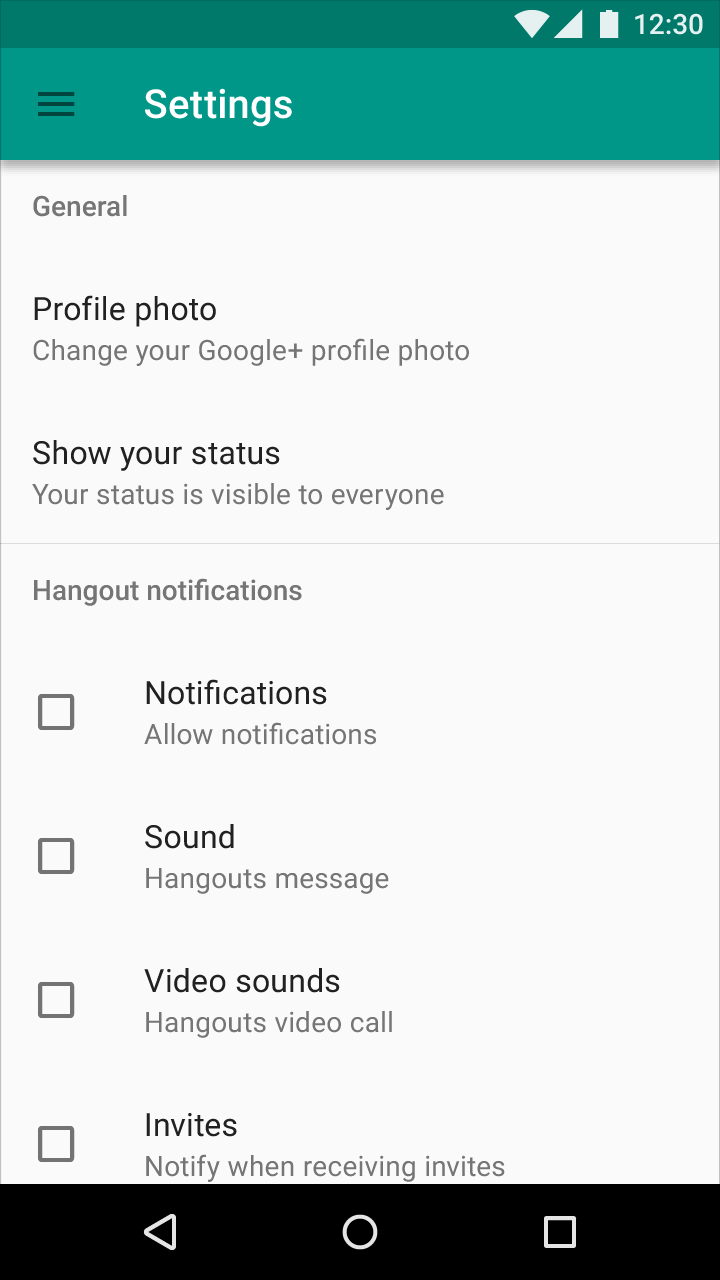 12:30
Settings
General
Profile photo
Change your Google+ profile photo
Show your status
Your status is visible to everyone
Hangout notifications
Notifications
Allow notifications
Sound
Hangouts message
Video sounds
Hangouts video call
Invites
Notify when receiving invites